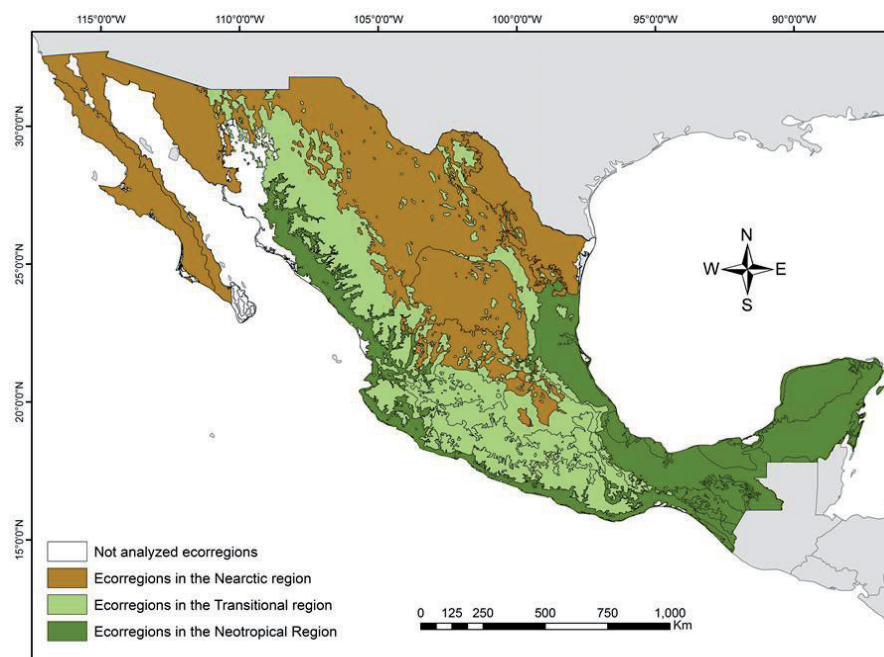 115°0'0"W 110°0'0"W 105°0'0"W 100°0'0"W 95°0'0"W 90°0'0"W
30°0'0"N
25°0'0"N
20°0'0"N
15°0'0"N
N
W E
S
Not analyzed ecorregions
Ecorregions in the Nearctic region
Ecorregions in the Transitional region
Ecorregions in the Neotropical Region
0 125 250 500 750 1,000
Km